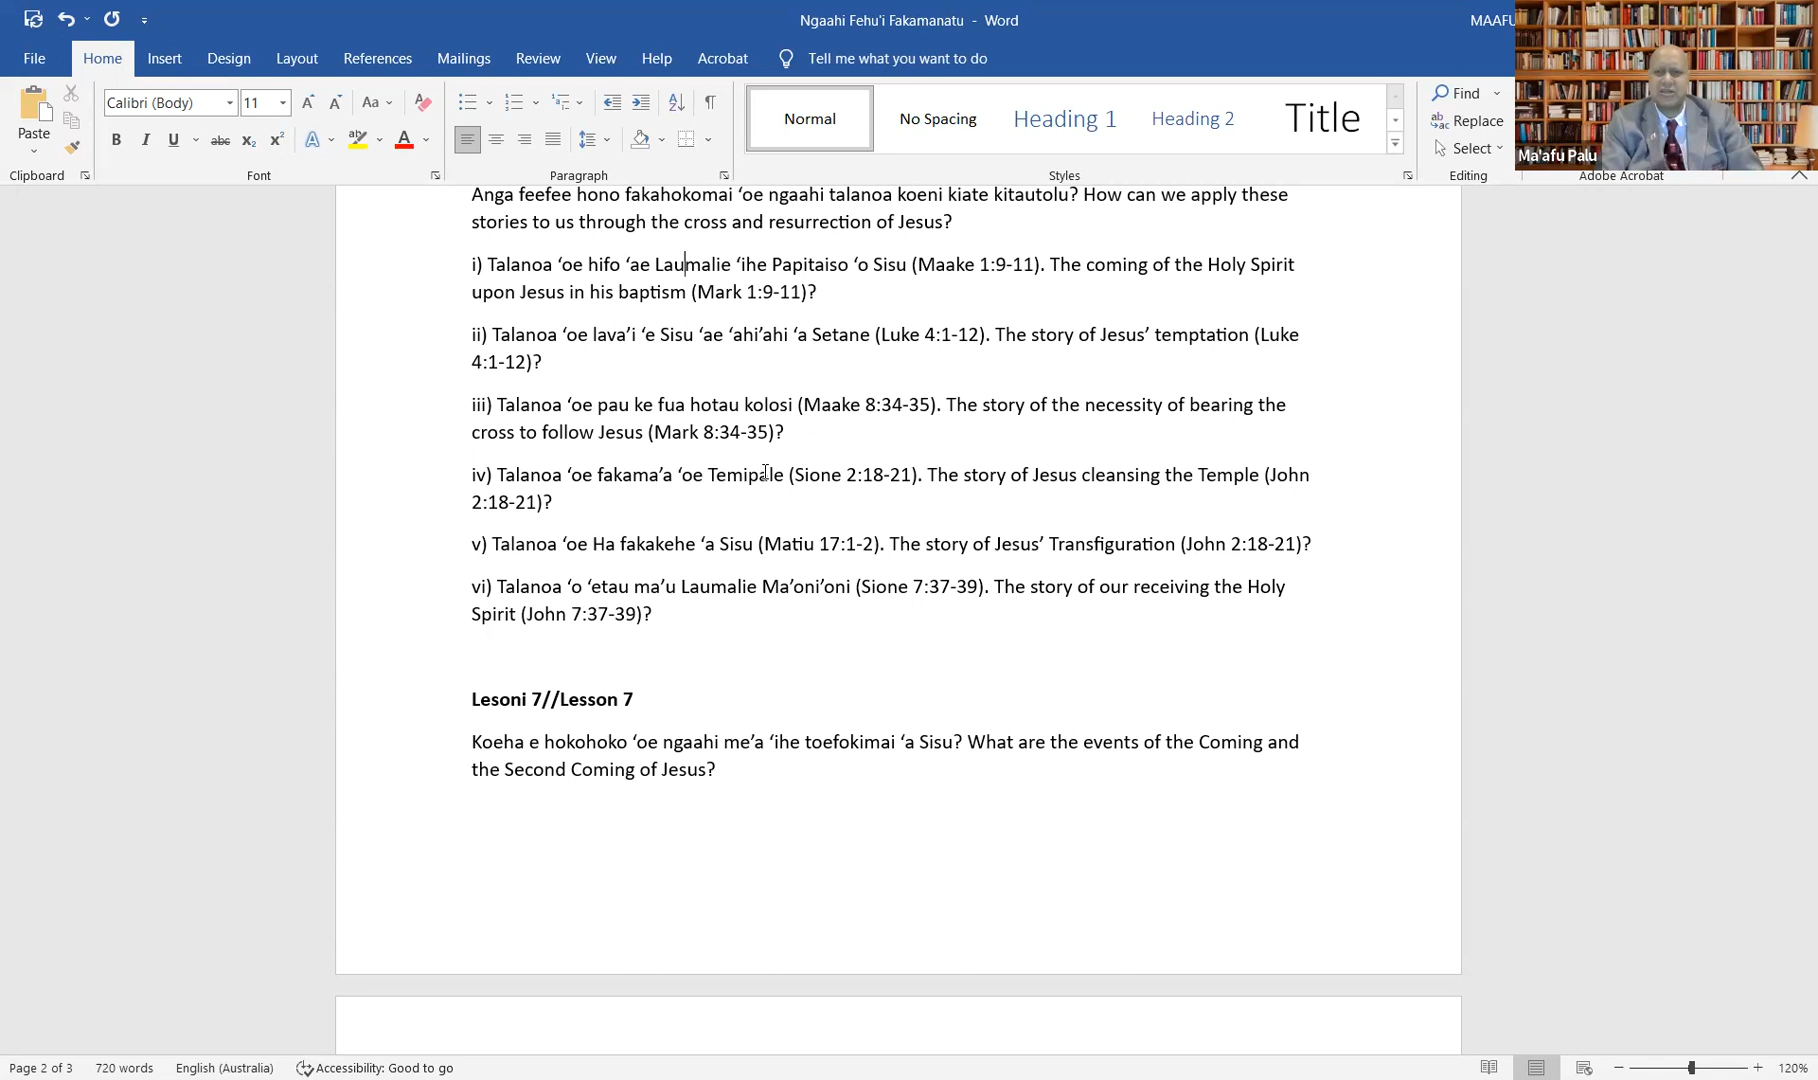 Ngaahi Fehu'i Fakamanatu - Word
MAAFU
File Home Insert Design Layout References Mailings Review View Help Acrobat Tell me what you want to do
Paste
Calibri (Body) 11
Aa
B I U abc x₂ x² A A
Normal No Spacing Heading 1 Heading 2 Title
Find
Replace
Select
Ma'afu Palu
Clipboard Font Paragraph Styles Editing Adobe Acrobat
Anga feefee hono fakahokomai ‘oe ngaahi talanoa koeni kiate kitautolu? How can we apply these
stories to us through the cross and resurrection of Jesus?
i) Talanoa ‘oe hifo ‘ae Laumalie ‘ihe Papitaiso ‘o Sisu (Maake 1:9-11). The coming of the Holy Spirit
upon Jesus in his baptism (Mark 1:9-11)?
ii) Talanoa ‘oe lava’i ‘e Sisu ‘ae ‘ahi’ahi ‘a Setane (Luke 4:1-12). The story of Jesus’ temptation (Luke
4:1-12)?
iii) Talanoa ‘oe pau ke fua hotau kolosi (Maake 8:34-35). The story of the necessity of bearing the
cross to follow Jesus (Mark 8:34-35)?
iv) Talanoa ‘oe fakama’a ‘oe Temipale (Sione 2:18-21). The story of Jesus cleansing the Temple (John
2:18-21)?
v) Talanoa ‘oe Ha fakakehe ‘a Sisu (Matiu 17:1-2). The story of Jesus’ Transfiguration (John 2:18-21)?
vi) Talanoa ‘o ‘etau ma’u Laumalie Ma’oni’oni (Sione 7:37-39). The story of our receiving the Holy
Spirit (John 7:37-39)?
Lesoni 7//Lesson 7
Koeha e hokohoko ‘oe ngaahi me’a ‘ihe toefokimai ‘a Sisu? What are the events of the Coming and
the Second Coming of Jesus?
Page 2 of 3 720 words English (Australia) Accessibility: Good to go 120%